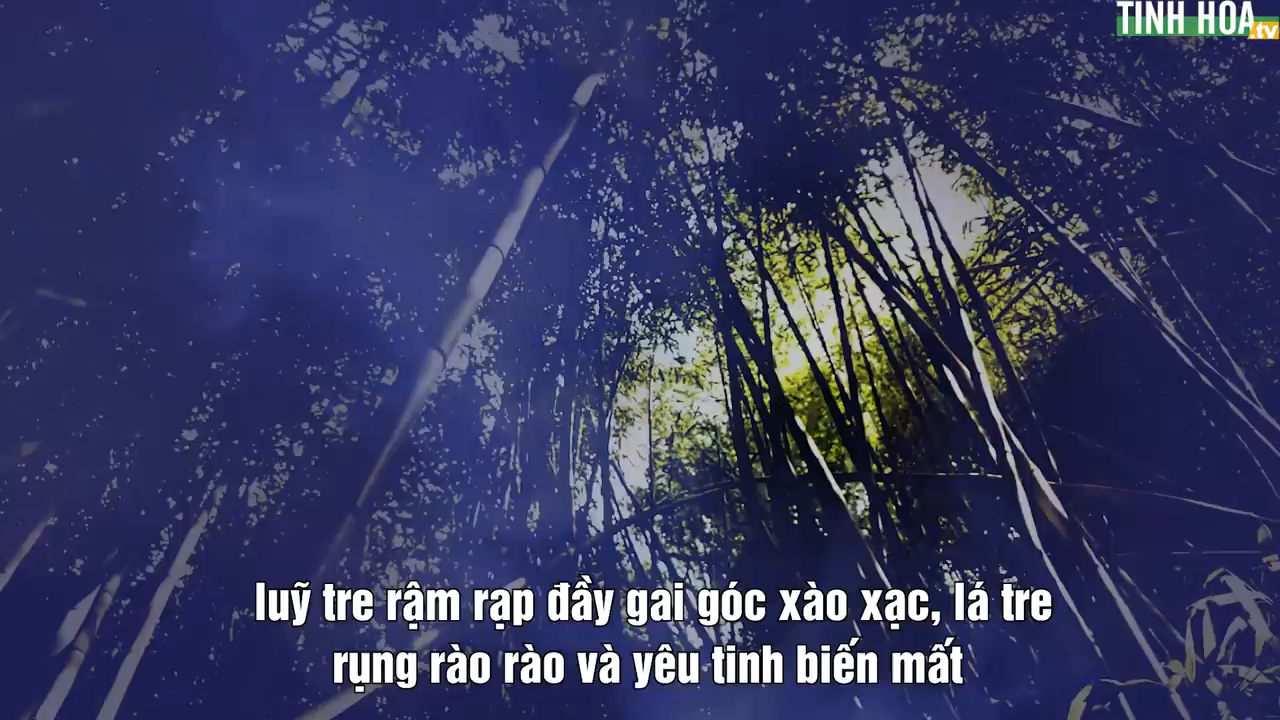 TINH HOA
.tv
luỹ tre rậm rạp đầy gai góc xào xạc, lá tre
rụng rào rào và yêu tinh biến mất